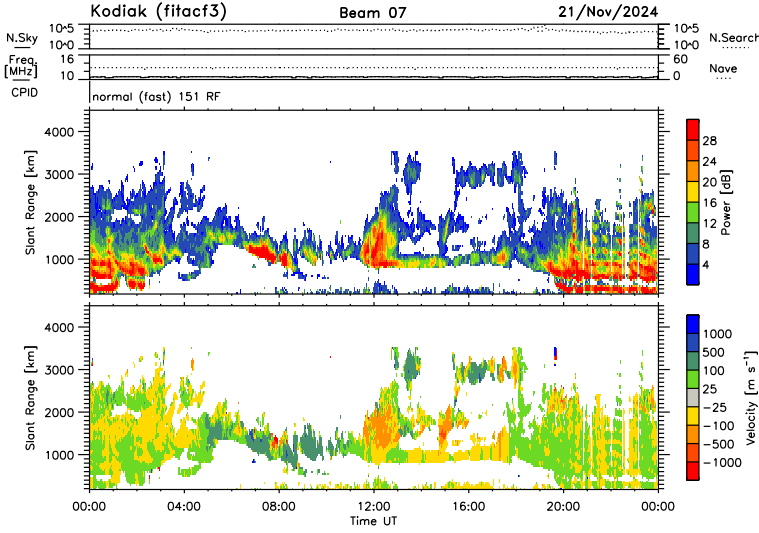 Kodiak (fitacf3)
Beam 07
21/Nov/2024
N.Sky
10^5
10^0
10^5
10^0
N.Search
Freq.
[MHz]
16
10
60
0
Nave
CPID
normal (fast) 151 RF
Slant Range [km]
4000
3000
2000
1000
28
24
20
16
12
8
4
Power [dB]
Slant Range [km]
4000
3000
2000
1000
1000
500
100
25
-25
-100
-500
-1000
Velocity [m s⁻¹]
00:00
04:00
08:00
12:00
16:00
20:00
00:00
Time UT